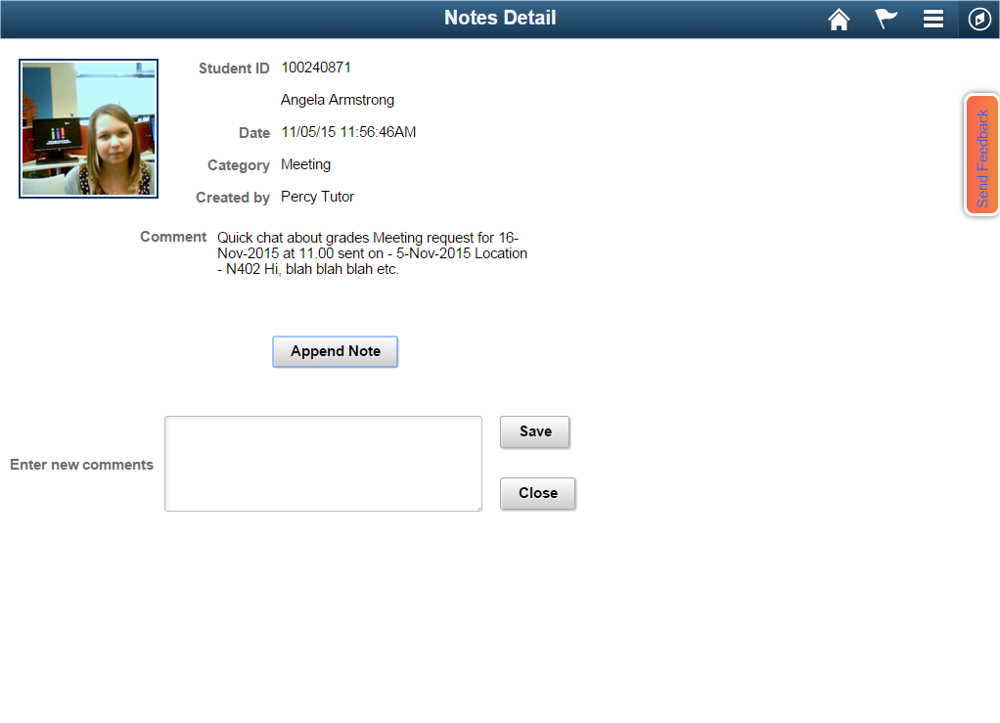 Notes Detail
Student ID 100240871
Angela Armstrong
Date 11/05/15 11:56:46AM
Category Meeting
Created by Percy Tutor
Send Feedback
Comment Quick chat about grades Meeting request for 16-
Nov-2015 at 11.00 sent on - 5-Nov-2015 Location
- N402 Hi, blah blah blah etc.
Append Note
Enter new comments
Save
Close